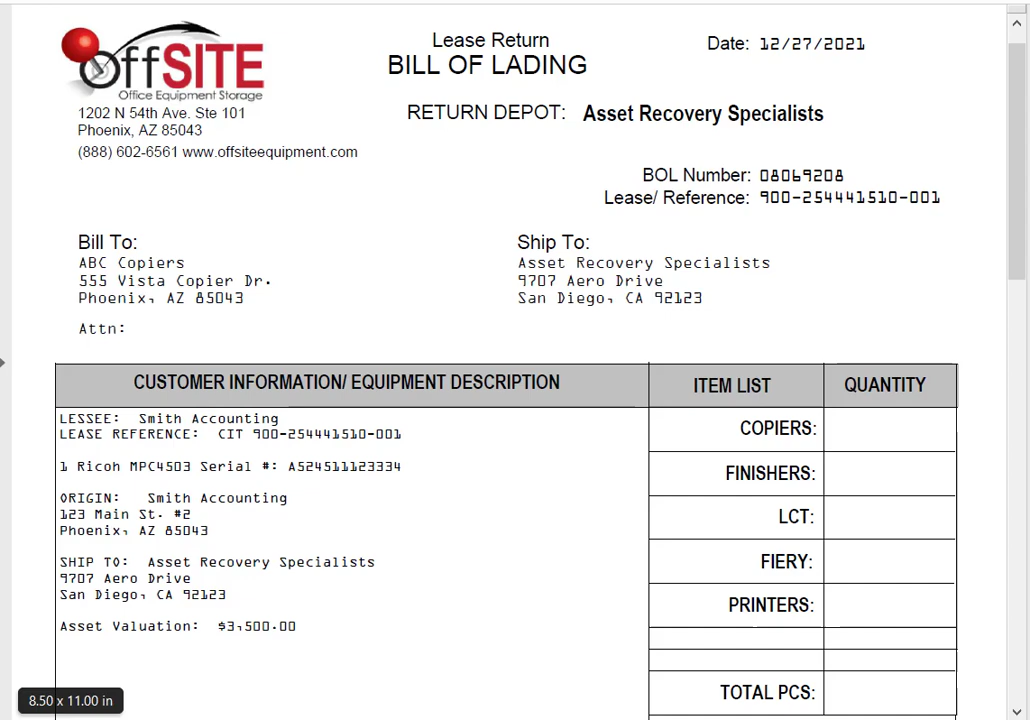 OffSITE
Office Equipment Storage
1202 N 54th Ave. Ste 101
Phoenix, AZ 85043
(888) 602-6561 www.offsiteequipment.com
Lease Return
BILL OF LADING
Date: 12/27/2021
RETURN DEPOT: Asset Recovery Specialists
BOL Number: 08069208
Lease/ Reference: 900-254441510-001
Bill To:
ABC Copiers
555 Vista Copier Dr.
Phoenix, AZ 85043
Attn:
Ship To:
Asset Recovery Specialists
9707 Aero Drive
San Diego, CA 92123
CUSTOMER INFORMATION/ EQUIPMENT DESCRIPTION
ITEM LIST
QUANTITY
LESSEE: Smith Accounting
LEASE REFERENCE: CIT 900-254441510-001
1 Ricoh MPC4503 Serial #: A524511123334
ORIGIN: Smith Accounting
123 Main St. #2
Phoenix, AZ 85043
SHIP TO: Asset Recovery Specialists
9707 Aero Drive
San Diego, CA 92123
Asset Valuation: $3,500.00
COPIERS:
FINISHERS:
LCT:
FIERY:
PRINTERS:
TOTAL PCS:
8.50 x 11.00 in